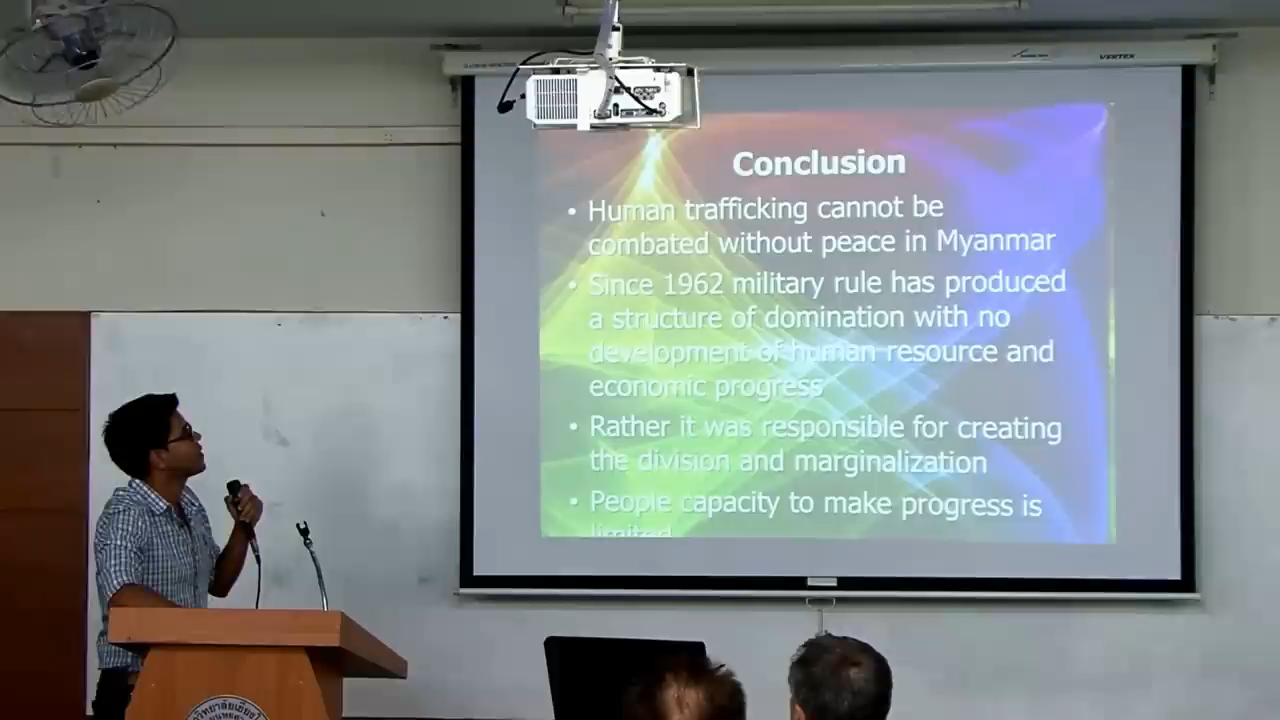 VERTEX
Conclusion
• Human trafficking cannot be
combated without peace in Myanmar
• Since 1962 military rule has produced
a structure of domination with no
development of human resource and
economic progress
• Rather it was responsible for creating
the division and marginalization
• People capacity to make progress is
limited